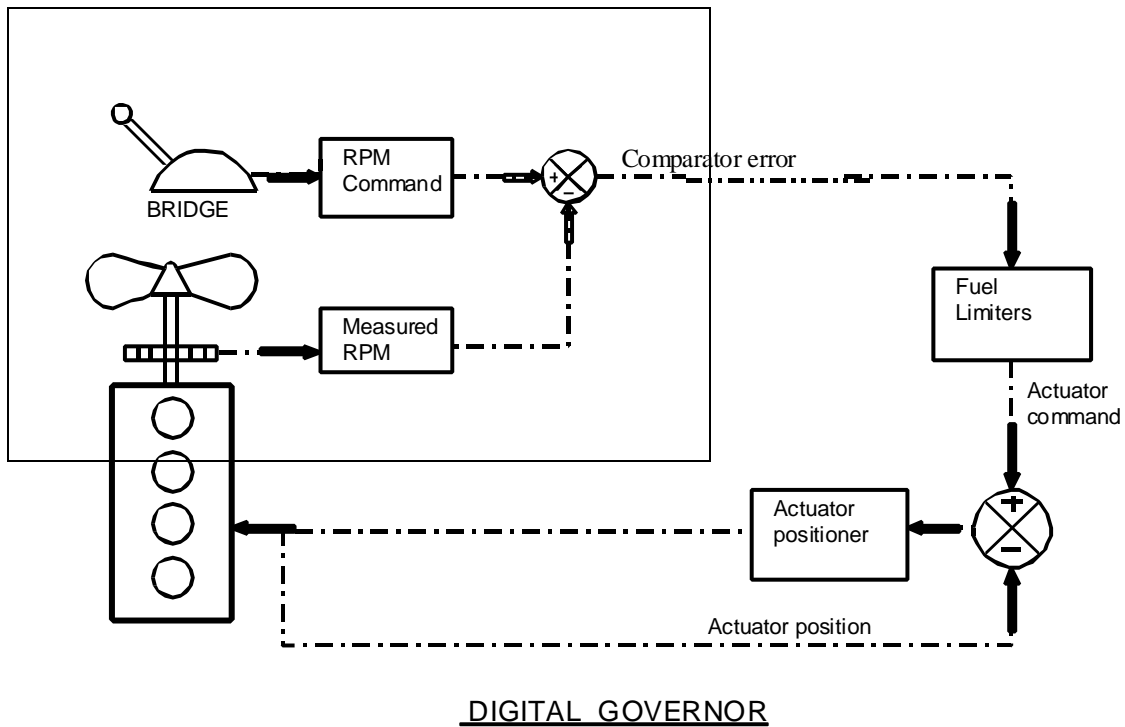 RPM
Command
Comparator error
+
-
BRIDGE
Fuel
Limiters
Measured
RPM
Actuator
command
Actuator
positioner
+
-
Actuator position
DIGITAL GOVERNOR